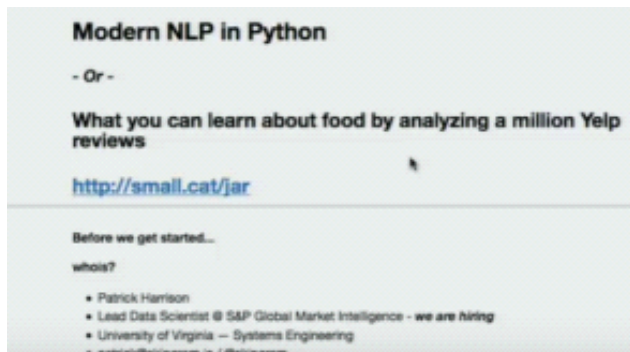 Modern NLP in Python
- Or -
What you can learn about food by analyzing a million Yelp
reviews
http://small.cat/jar
Before we get started...
whois?
• Patrick Harrison
• Lead Data Scientist @ S&P Global Market Intelligence - we are hiring
• University of Virginia — Systems Engineering